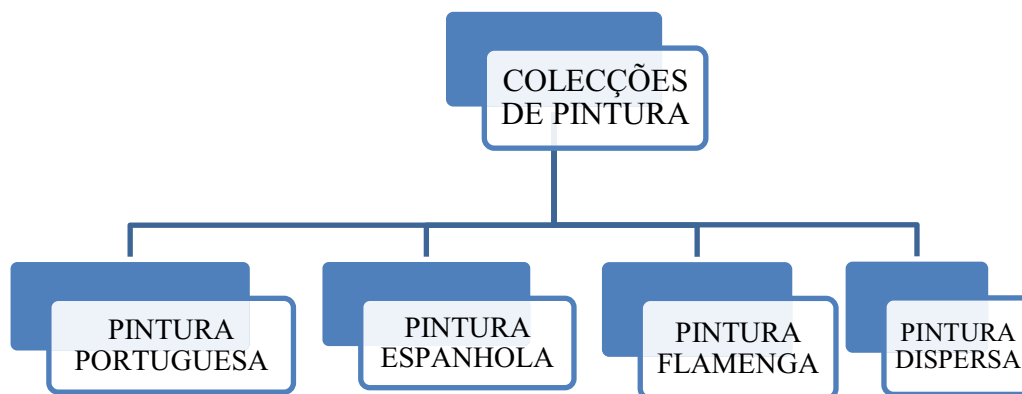 COLECÇÕES
DE PINTURA
PINTURA
PORTUGUESA
PINTURA
ESPANHOLA
PINTURA
FLAMENGA
PINTURA
DISPERSA